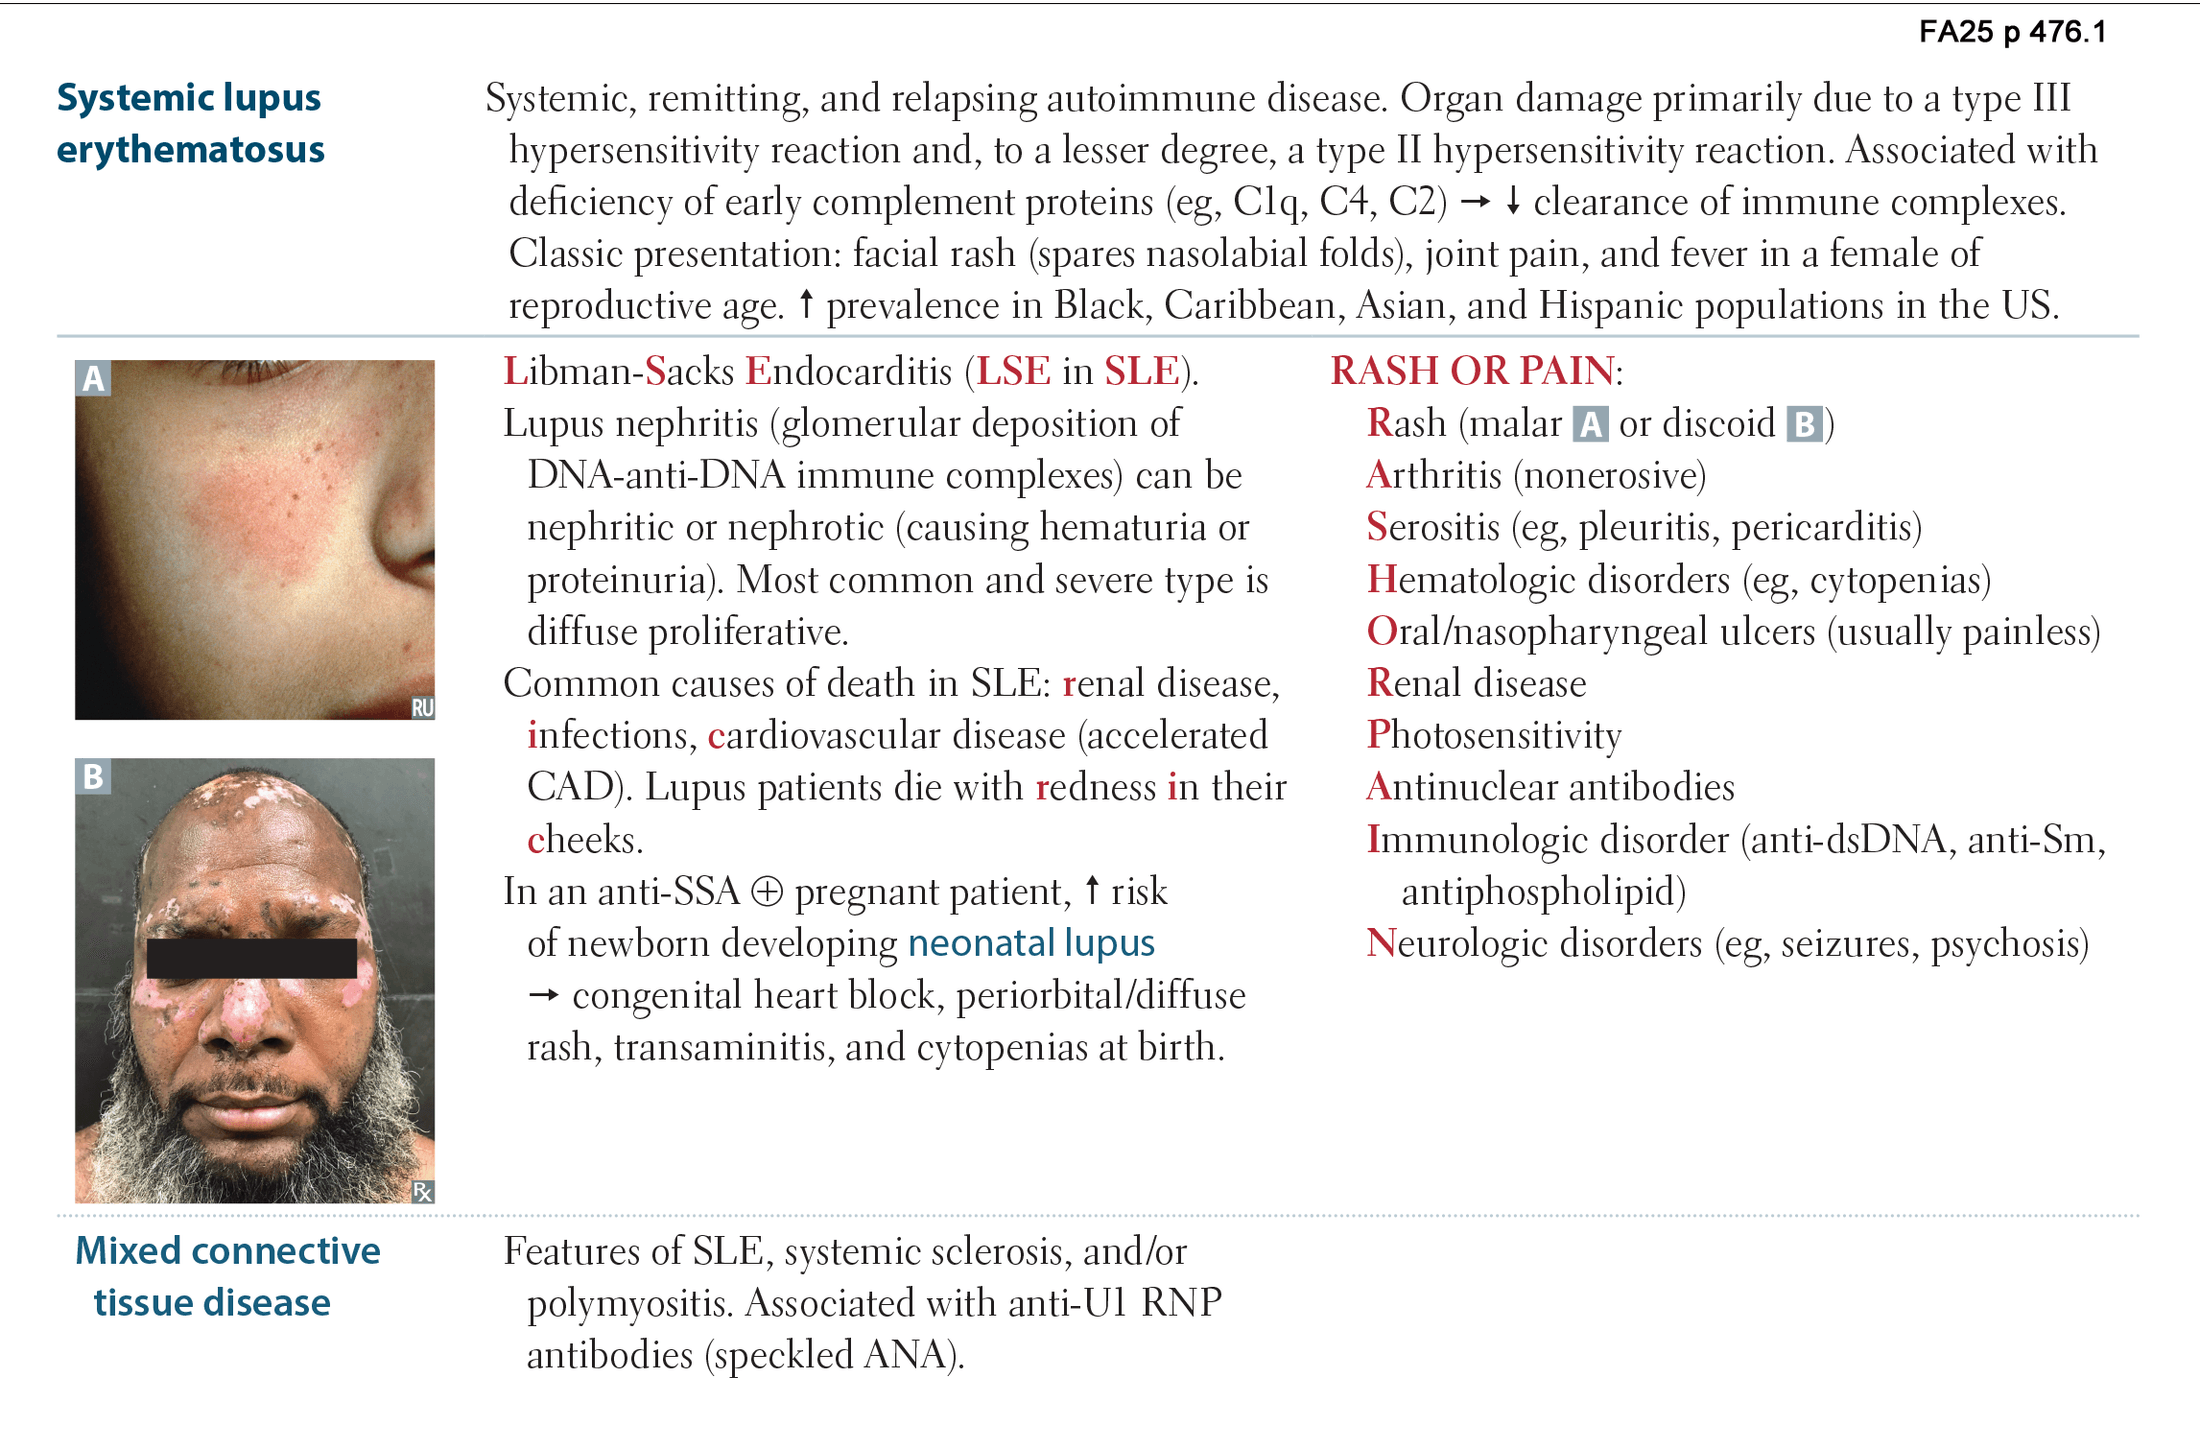 FA25 p 476.1
Systemic lupus
erythematosus
Systemic, remitting, and relapsing autoimmune disease. Organ damage primarily due to a type III
hypersensitivity reaction and, to a lesser degree, a type II hypersensitivity reaction. Associated with
deficiency of early complement proteins (eg, C1q, C4, C2) → ↓ clearance of immune complexes.
Classic presentation: facial rash (spares nasolabial folds), joint pain, and fever in a female of
reproductive age. ↑ prevalence in Black, Caribbean, Asian, and Hispanic populations in the US.
A
RU
B
Rx
Libman-Sacks Endocarditis (LSE in SLE).
Lupus nephritis (glomerular deposition of
DNA-anti-DNA immune complexes) can be
nephritic or nephrotic (causing hematuria or
proteinuria). Most common and severe type is
diffuse proliferative.
Common causes of death in SLE: renal disease,
infections, cardiovascular disease (accelerated
CAD). Lupus patients die with redness in their
cheeks.
In an anti-SSA ⊕ pregnant patient, ↑ risk
of newborn developing neonatal lupus
→ congenital heart block, periorbital/diffuse
rash, transaminitis, and cytopenias at birth.
RASH OR PAIN:
Rash (malar A or discoid B)
Arthritis (nonerosive)
Serositis (eg, pleuritis, pericarditis)
Hematologic disorders (eg, cytopenias)
Oral/nasopharyngeal ulcers (usually painless)
Renal disease
Photosensitivity
Antinuclear antibodies
Immunologic disorder (anti-dsDNA, anti-Sm,
antiphospholipid)
Neurologic disorders (eg, seizures, psychosis)
Mixed connective
tissue disease
Features of SLE, systemic sclerosis, and/or
polymyositis. Associated with anti-U1 RNP
antibodies (speckled ANA).